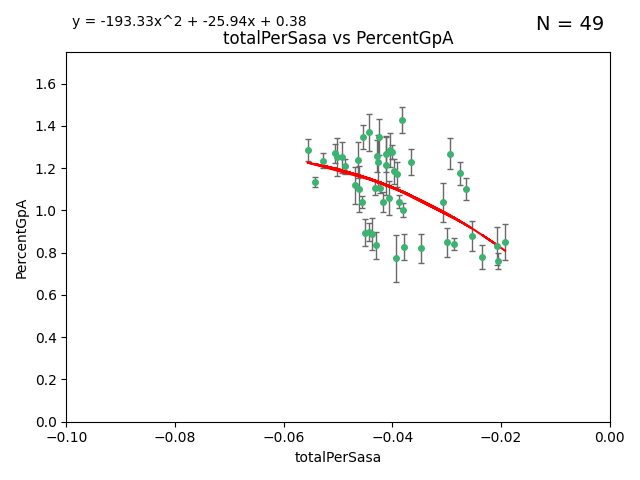 y = -193.33x^2 + -25.94x + 0.38
N = 49
totalPerSasa vs PercentGpA
PercentGpA
1.6
1.4
1.2
1.0
0.8
0.6
0.4
0.2
0.0
−0.10 −0.08 −0.06 −0.04 −0.02 0.00
totalPerSasa